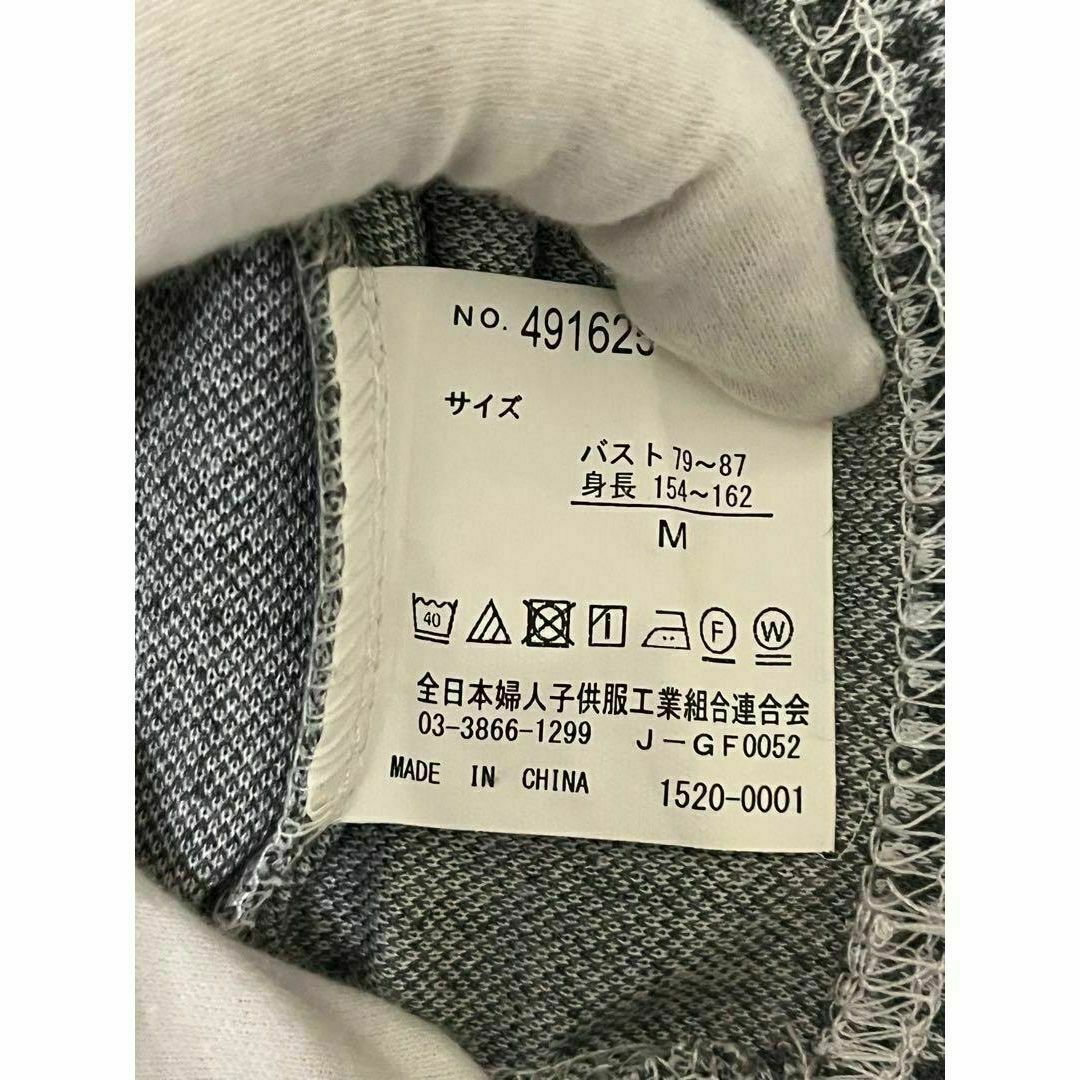 NO. 491625
サイズ
バスト 79～87
身長 154～162
M
40 F W
全日本婦人子供服工業組合連合会
03-3866-1299 J-GF0052
MADE IN CHINA 1520-0001